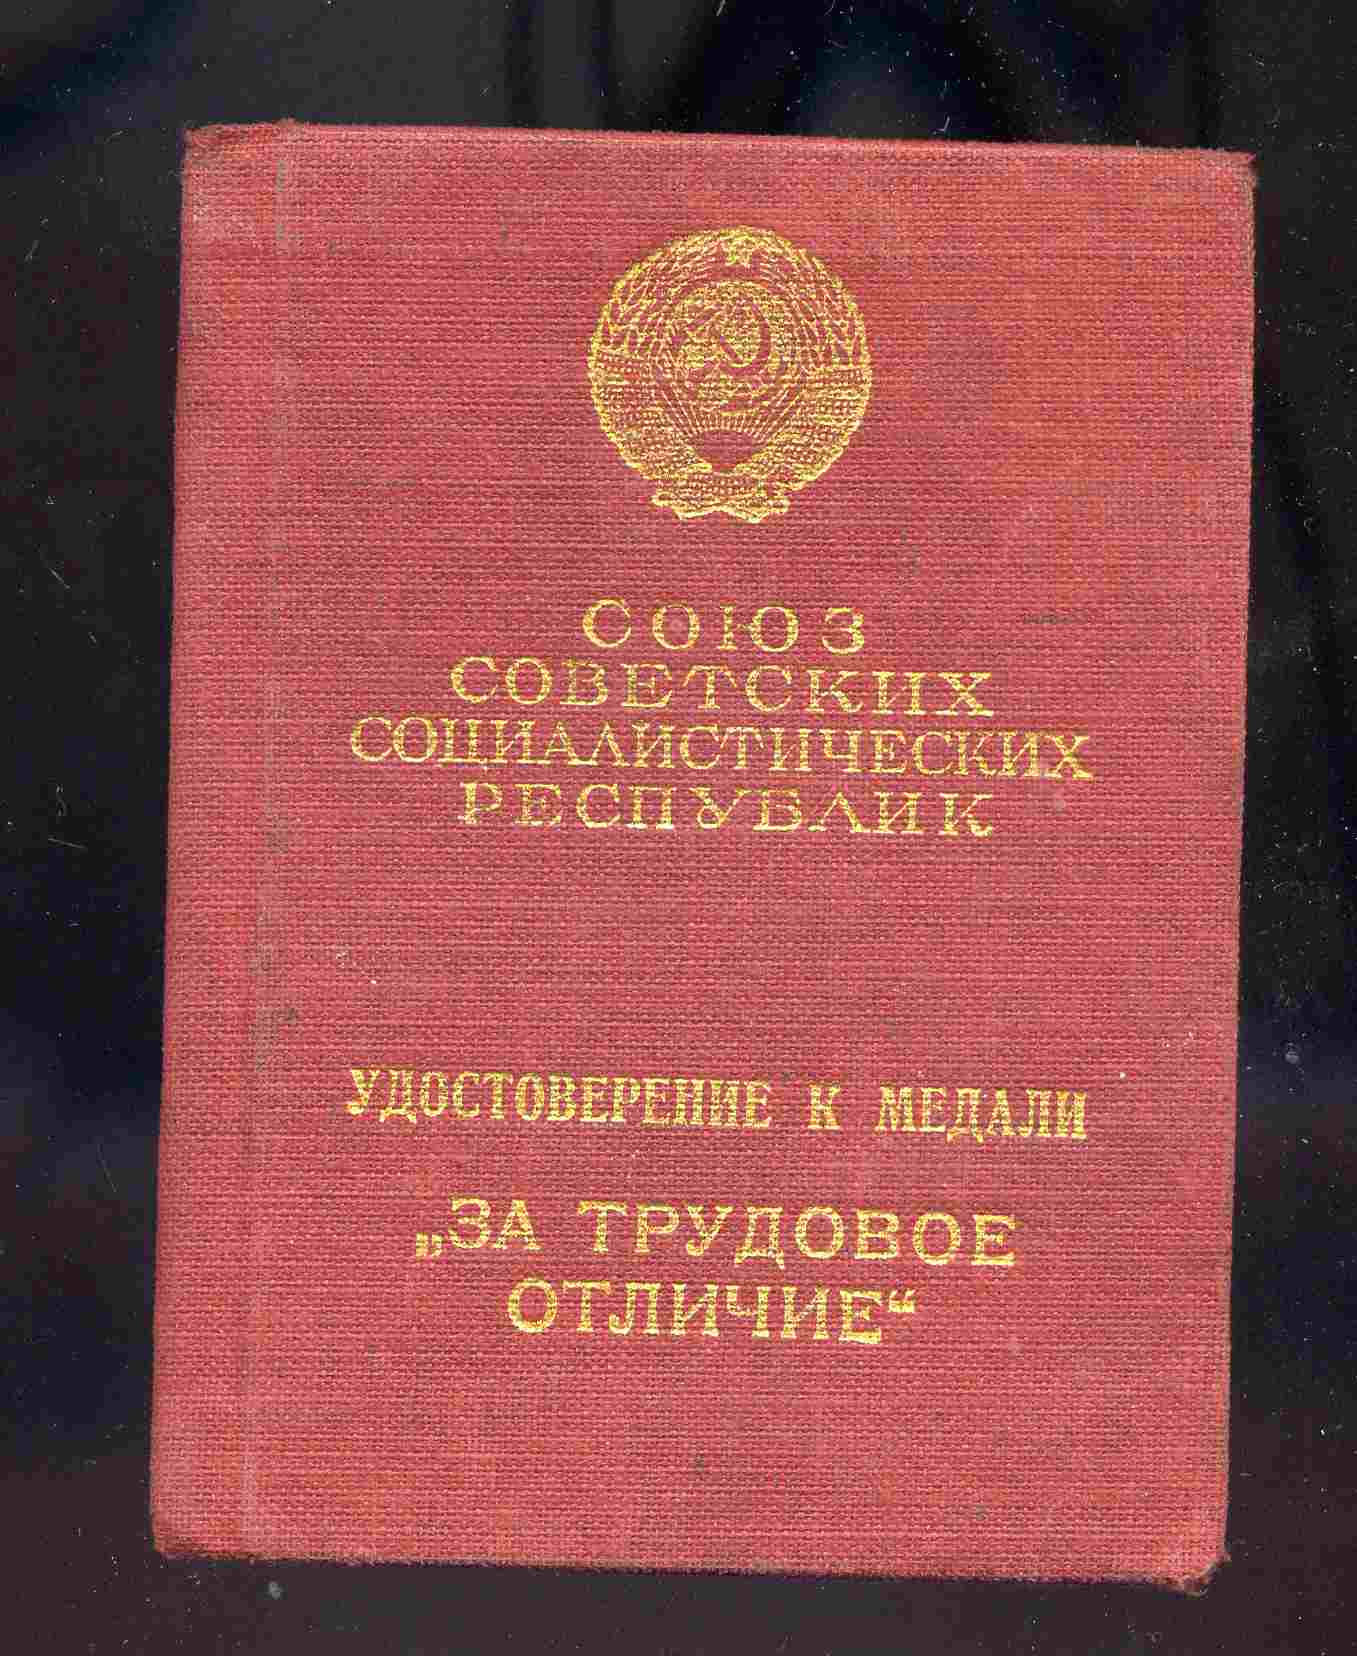 СОЮЗ
СОВЕТСКИХ
СОЦИАЛИСТИЧЕСКИХ
РЕСПУБЛИК
УДОСТОВЕРЕНИЕ К МЕДАЛИ
„ЗА ТРУДОВОЕ
ОТЛИЧИЕ“